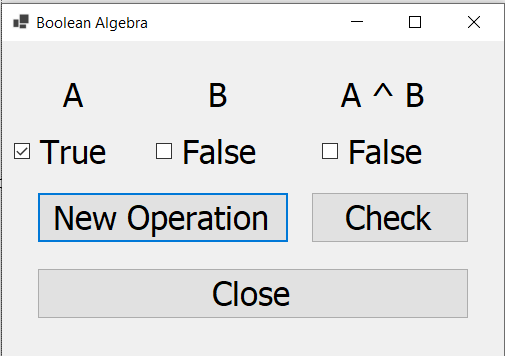 Boolean Algebra
A B A ^ B
True False False
New Operation Check
Close